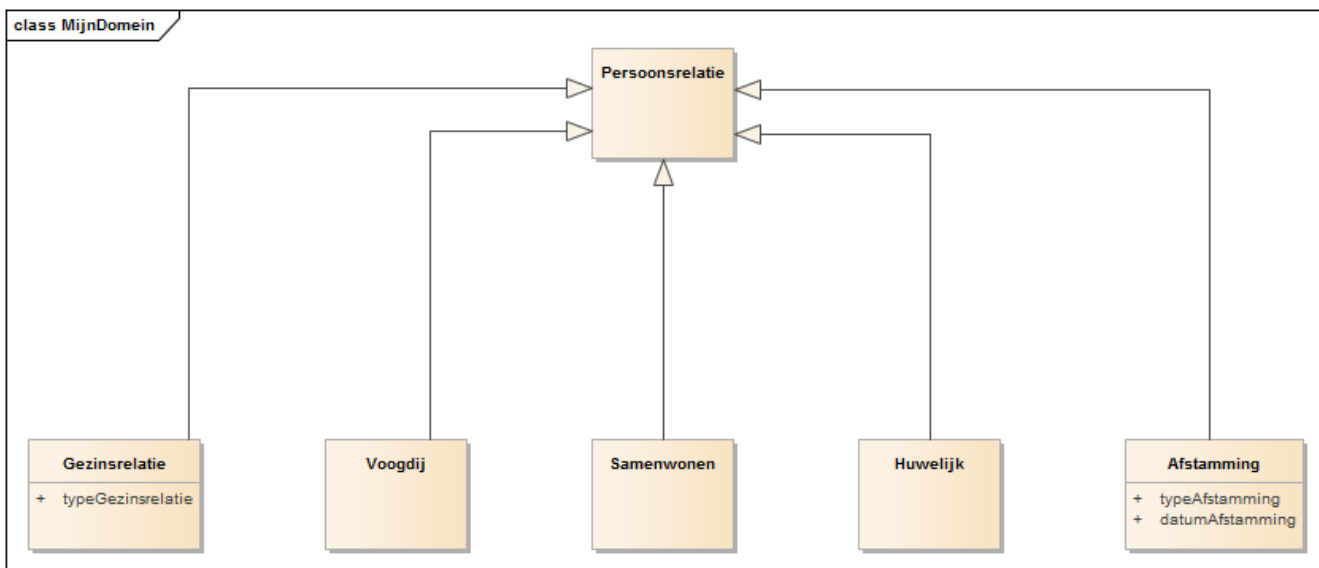 class MijnDomein
Persoonsrelatie
Gezinsrelatie
+ typeGezinsrelatie
Voogdij
Samenwonen
Huwelijk
Afstamming
+ typeAfstamming
+ datumAfstamming